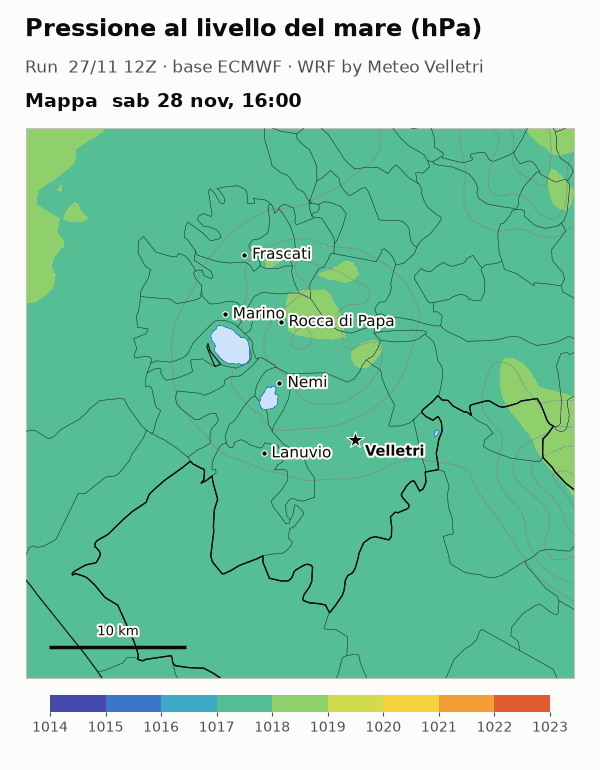 Pressione al livello del mare (hPa)
Run  27/11 12Z · base ECMWF · WRF by Meteo Velletri
Mappa  sab 28 nov, 16:00
Frascati
Marino
Rocca di Papa
Nemi
Velletri
Lanuvio
10 km
1014 1015 1016 1017 1018 1019 1020 1021 1022 1023